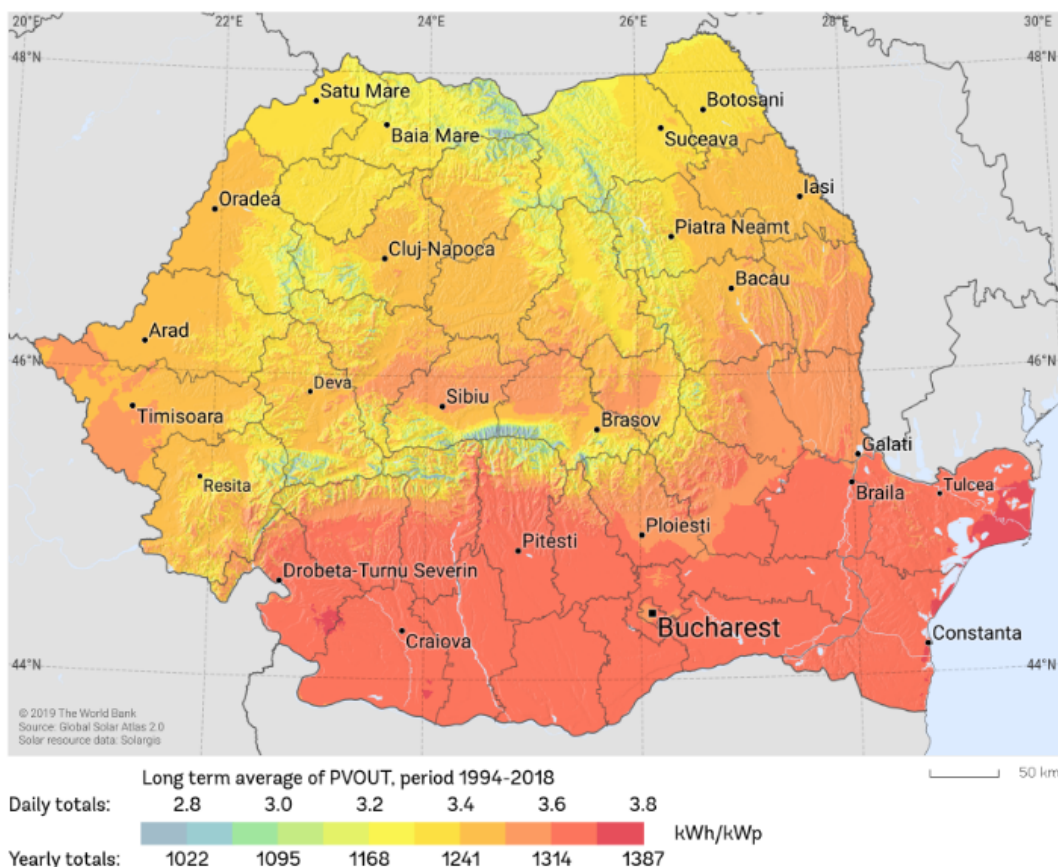 20°E 22°E 24°E 26°E 28°E 30°E
48°N 48°N
Satu Mare
Botosani
Baia Mare
Suceava
Iasi
Oradea
Piatra Neamt
Cluj-Napoca
Bacau
Arad
46°N 46°N
Deva
Sibiu
Timisoara
Brasov
Galati
Resita
Braila
Tulcea
Ploiesti
Pitesti
Drobeta-Turnu Severin
Bucharest
Craiova
Constanta
44°N 44°N
© 2019 The World Bank
Source: Global Solar Atlas 2.0
Solar resource data: Solargis
Long term average of PVOUT, period 1994-2018
50 km
Daily totals: 2.8 3.0 3.2 3.4 3.6 3.8
kWh/kWp
Yearly totals: 1022 1095 1168 1241 1314 1387